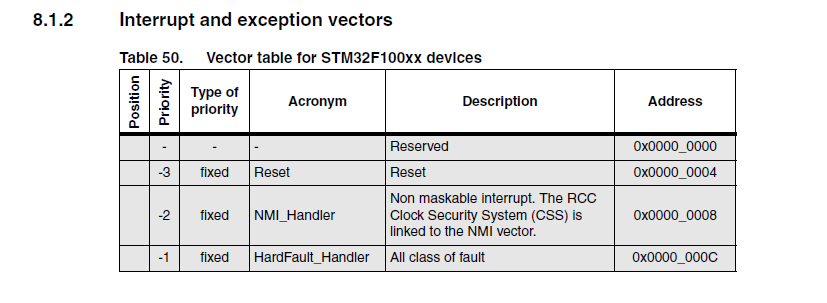 8.1.2 Interrupt and exception vectors
Table 50. Vector table for STM32F100xx devices
Position Priority Type of priority Acronym Description Address
- - - Reserved 0x0000_0000
-3 fixed Reset Reset 0x0000_0004
-2 fixed NMI_Handler Non maskable interrupt. The RCC
Clock Security System (CSS) is
linked to the NMI vector. 0x0000_0008
-1 fixed HardFault_Handler All class of fault 0x0000_000C